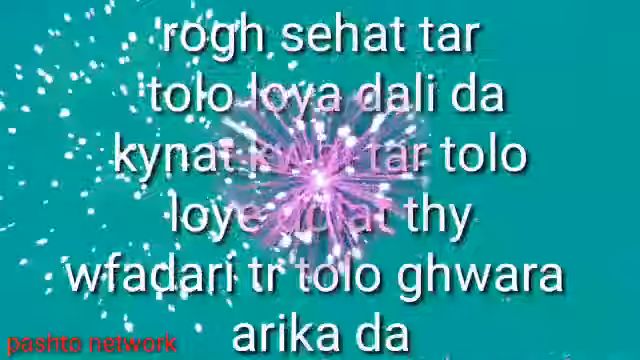 rogh sehat tar
tolo loya dali da
kynat tar tolo
loye thy
wfadari tr tolo ghwara
arika da
pashto network